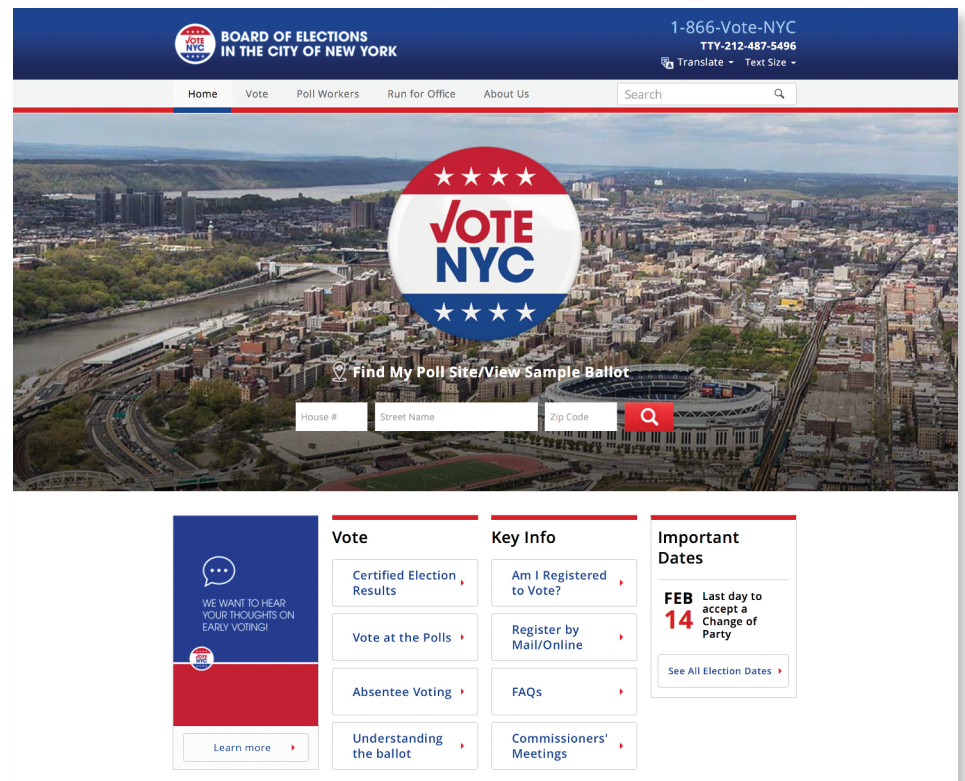 VOTE
NYC
BOARD OF ELECTIONS
IN THE CITY OF NEW YORK
1-866-Vote-NYC
TTY-212-487-5496
Translate Text Size
Home Vote Poll Workers Run for Office About Us Search
VOTE
NYC
Find My Poll Site/View Sample Ballot
House # Street Name Zip Code
WE WANT TO HEAR
YOUR THOUGHTS ON
EARLY VOTING!
VOTE
NYC
Learn more
Vote
Certified Election
Results
Vote at the Polls
Absentee Voting
Understanding
the ballot
Key Info
Am I Registered
to Vote?
Register by
Mail/Online
FAQs
Commissioners'
Meetings
Important
Dates
FEB
14
Last day to
accept a
Change of
Party
See All Election Dates